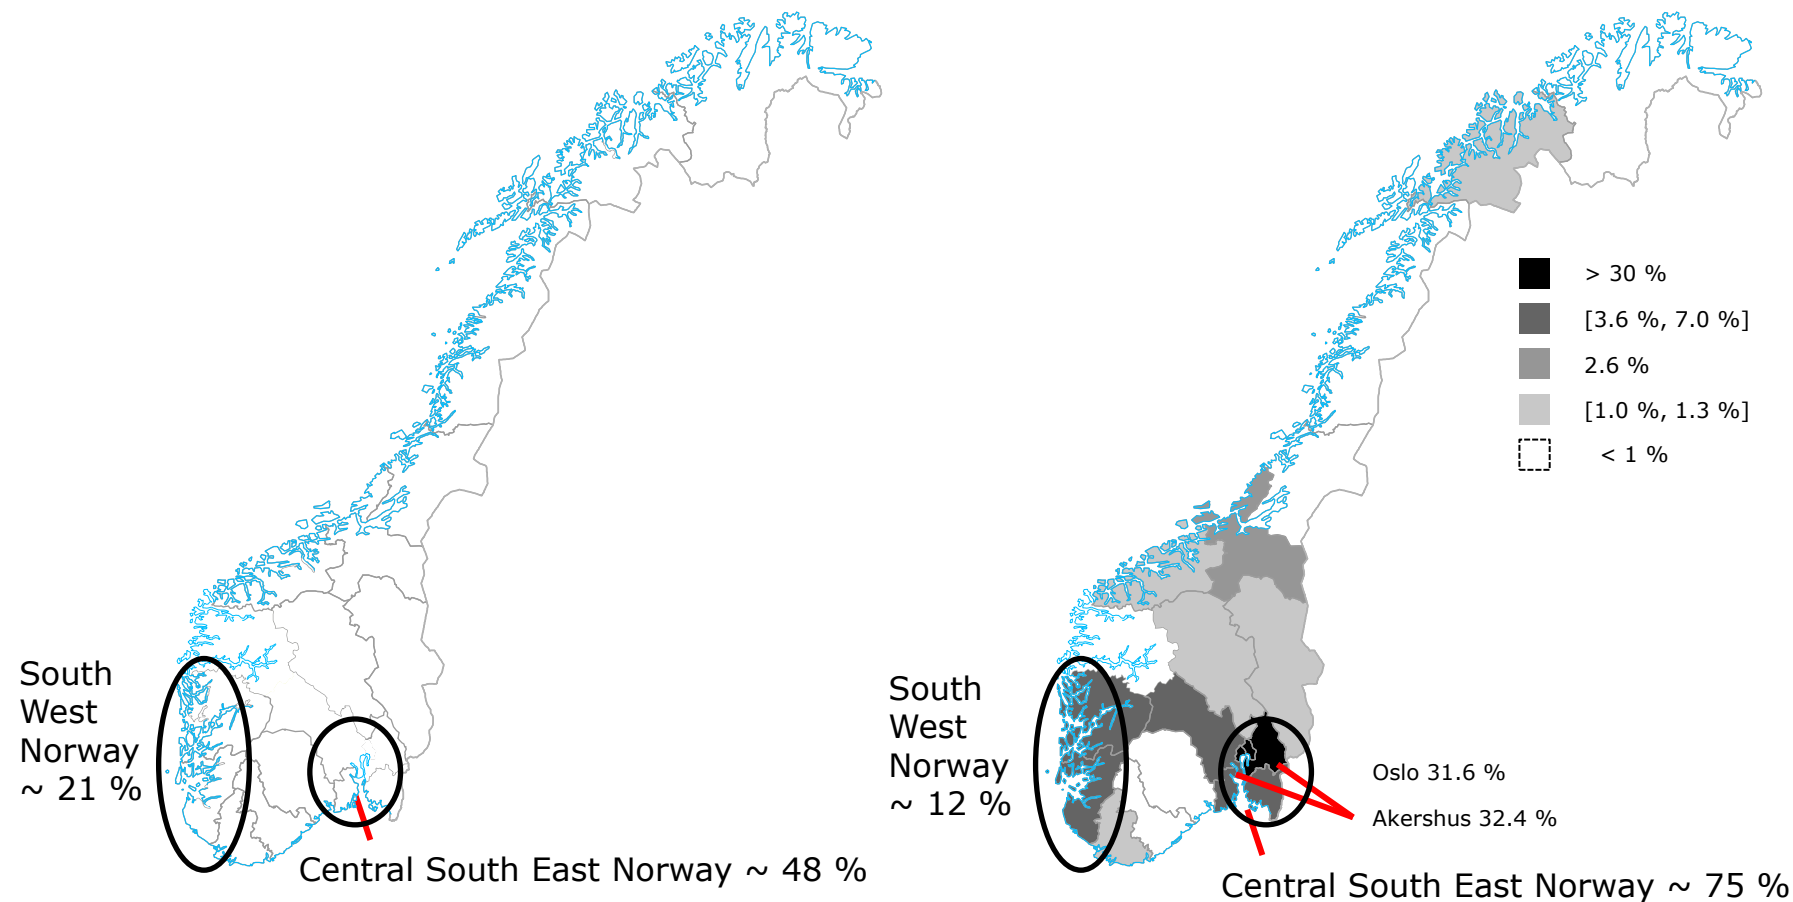 South
West
Norway
~ 21 %
Central South East Norway ~ 48 %
> 30 %
[3.6 %, 7.0 %]
2.6 %
[1.0 %, 1.3 %]
< 1 %
South
West
Norway
~ 12 %
Oslo 31.6 %
Akershus 32.4 %
Central South East Norway ~ 75 %